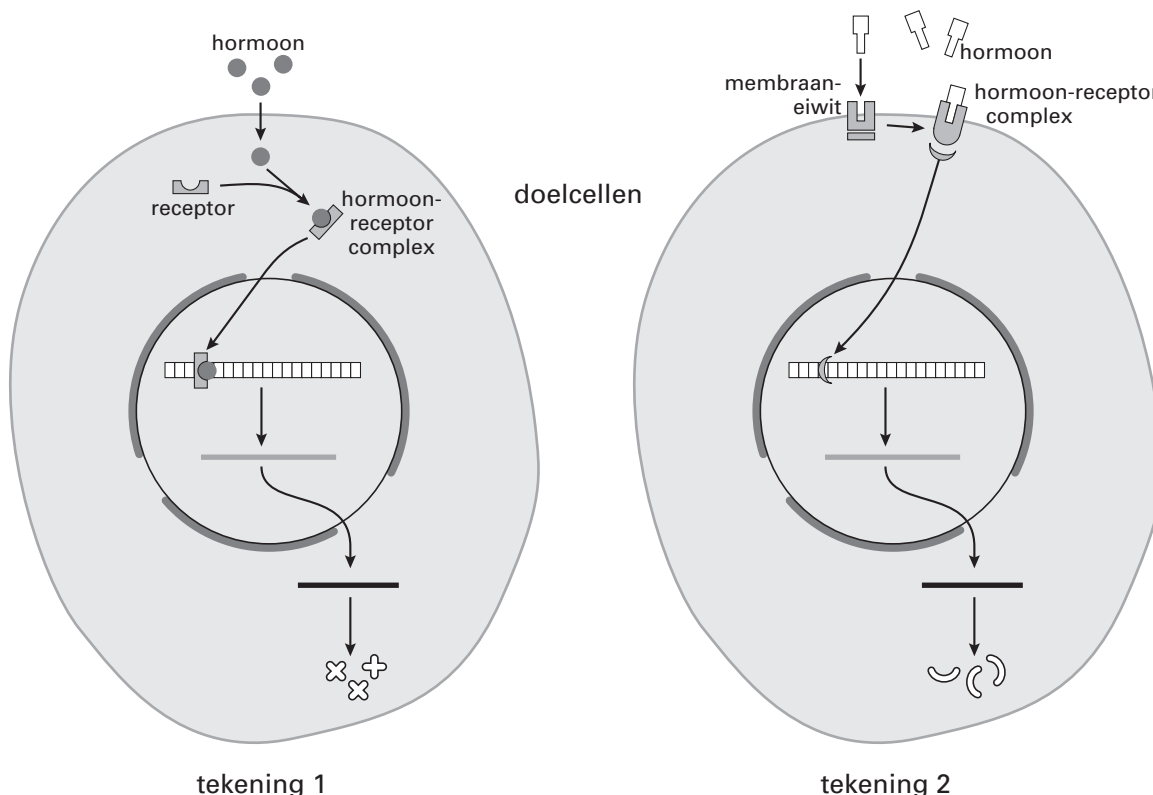 hormoon
receptor
hormoon-
receptor
complex
doelcellen
hormoon
membraan-
eiwit
hormoon-receptor
complex
tekening 1
tekening 2